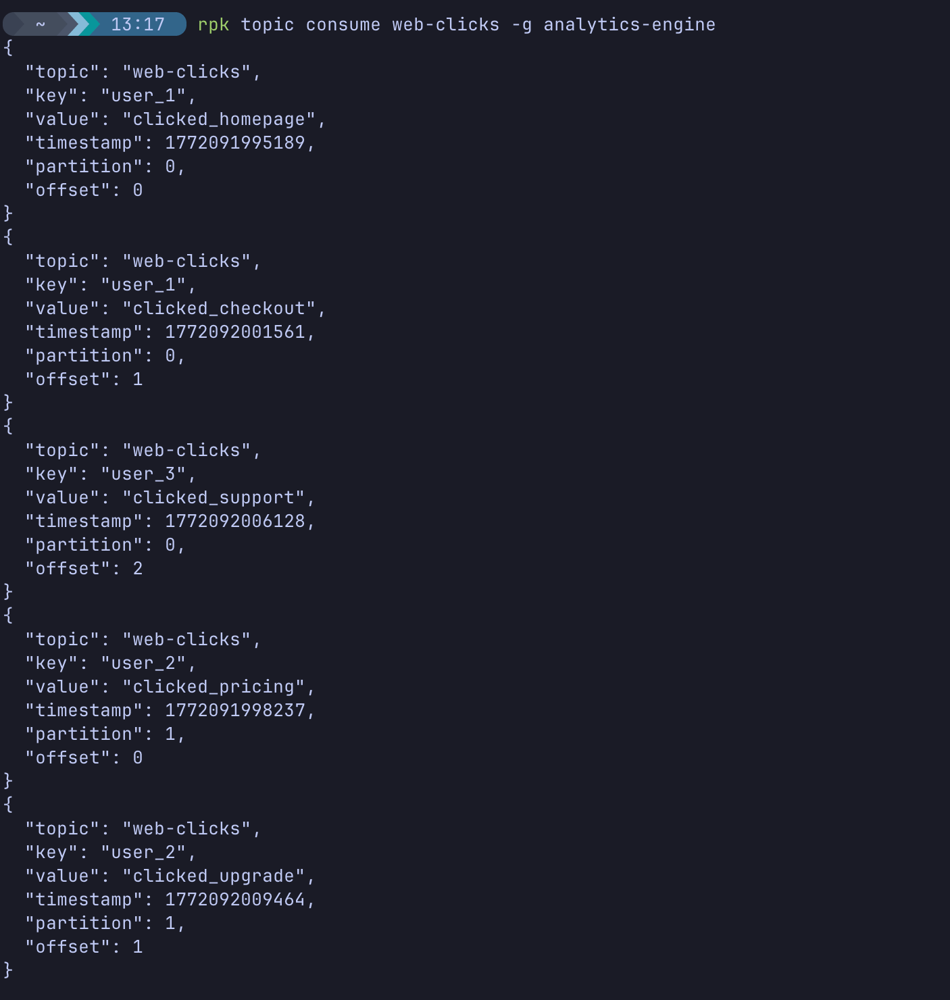 ~ 13:17 rpk topic consume web-clicks -g analytics-engine
{
  "topic": "web-clicks",
  "key": "user_1",
  "value": "clicked_homepage",
  "timestamp": 1772091995189,
  "partition": 0,
  "offset": 0
}
{
  "topic": "web-clicks",
  "key": "user_1",
  "value": "clicked_checkout",
  "timestamp": 1772092001561,
  "partition": 0,
  "offset": 1
}
{
  "topic": "web-clicks",
  "key": "user_3",
  "value": "clicked_support",
  "timestamp": 1772092006128,
  "partition": 0,
  "offset": 2
}
{
  "topic": "web-clicks",
  "key": "user_2",
  "value": "clicked_pricing",
  "timestamp": 1772091998237,
  "partition": 1,
  "offset": 0
}
{
  "topic": "web-clicks",
  "key": "user_2",
  "value": "clicked_upgrade",
  "timestamp": 1772092009464,
  "partition": 1,
  "offset": 1
}